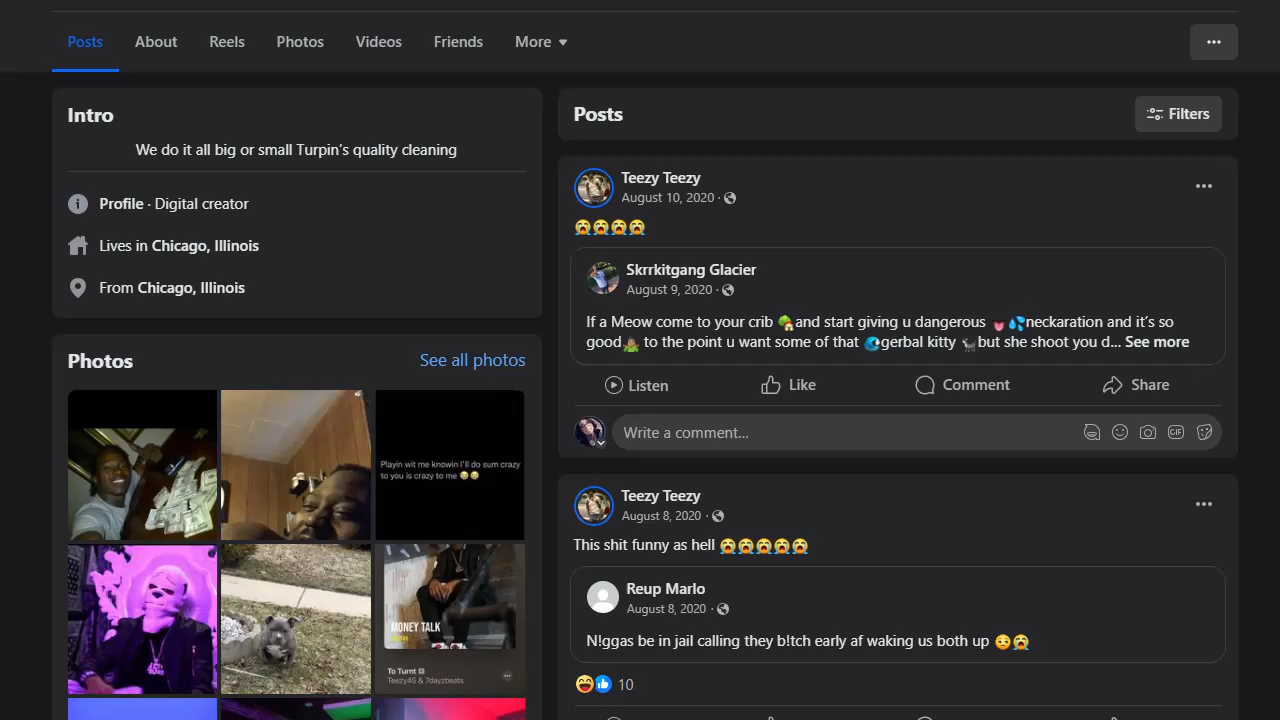 Posts
About
Reels
Photos
Videos
Friends
More
Intro
We do it all big or small Turpin’s quality cleaning
Profile · Digital creator
Lives in Chicago, Illinois
From Chicago, Illinois
Photos
See all photos
Playin wit me knowin I'll do sum crazy
to you is crazy to me 😭😭
MONEY TALK
To Turnt
Teezy45 & 7dayzbeats
Posts
Filters
Teezy Teezy
August 10, 2020 ·
😭😭😭😭
Skrrkitgang Glacier
August 9, 2020 ·
If a Meow come to your crib 🏡and start giving u dangerous 👅💦neckaration and it’s so
good🤷🏽‍♂️ to the point u want some of that 🌊gerbal kitty 🐈‍⬛but she shoot you d... See more
Listen
Like
Comment
Share
Write a comment...
GIF
Teezy Teezy
August 8, 2020 ·
This shit funny as hell 😭😭😭😭😭
Reup Marlo
August 8, 2020 ·
N!ggas be in jail calling they b!tch early af waking us both up 😏😭
10